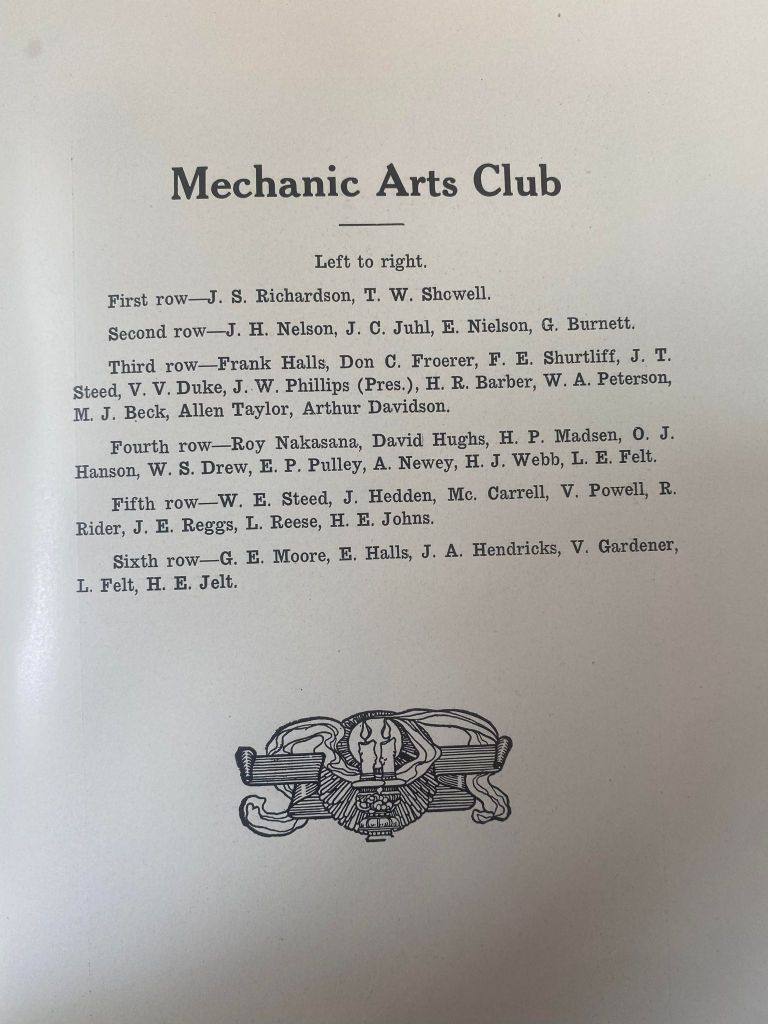 Mechanic Arts Club
Left to right.
First row—J. S. Richardson, T. W. Showell.
Second row—J. H. Nelson, J. C. Juhl, E. Nielson, G. Burnett.
Third row—Frank Halls, Don C. Froerer, F. E. Shurtliff, J. T.
Steed, V. V. Duke, J. W. Phillips (Pres.), H. R. Barber, W. A. Peterson,
M. J. Beck, Allen Taylor, Arthur Davidson.
Fourth row—Roy Nakasana, David Hughs, H. P. Madsen, O. J.
Hanson, W. S. Drew, E. P. Pulley, A. Newey, H. J. Webb, L. E. Felt.
Fifth row—W. E. Steed, J. Hedden, Mc. Carrell, V. Powell, R.
Rider, J. E. Reggs, L. Reese, H. E. Johns.
Sixth row—G. E. Moore, E. Halls, J. A. Hendricks, V. Gardener,
L. Felt, H. E. Jelt.